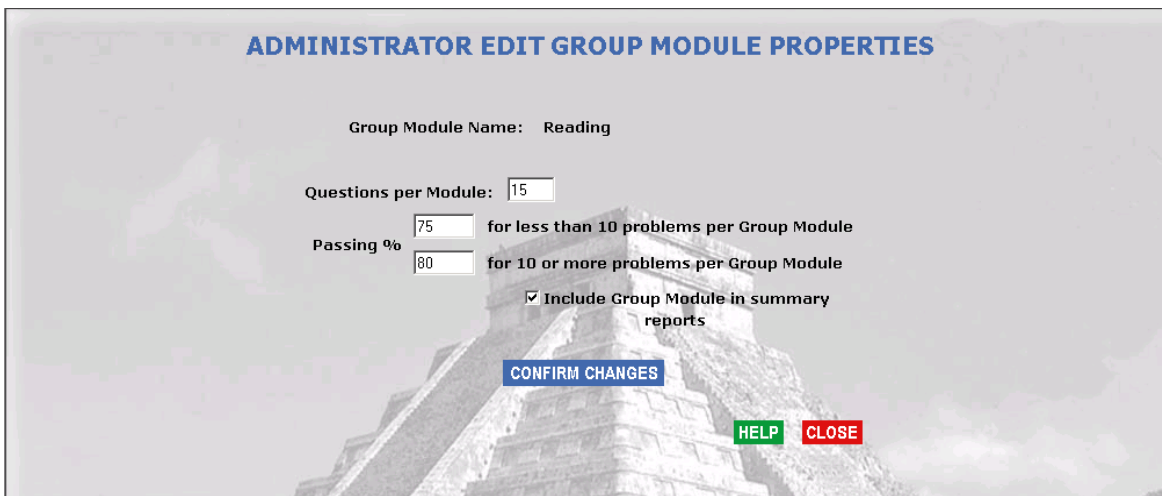 ADMINISTRATOR EDIT GROUP MODULE PROPERTIES
Group Module Name: Reading
Questions per Module: 15
75 for less than 10 problems per Group Module
Passing %
80 for 10 or more problems per Group Module
Include Group Module in summary
reports
CONFIRM CHANGES
HELP CLOSE